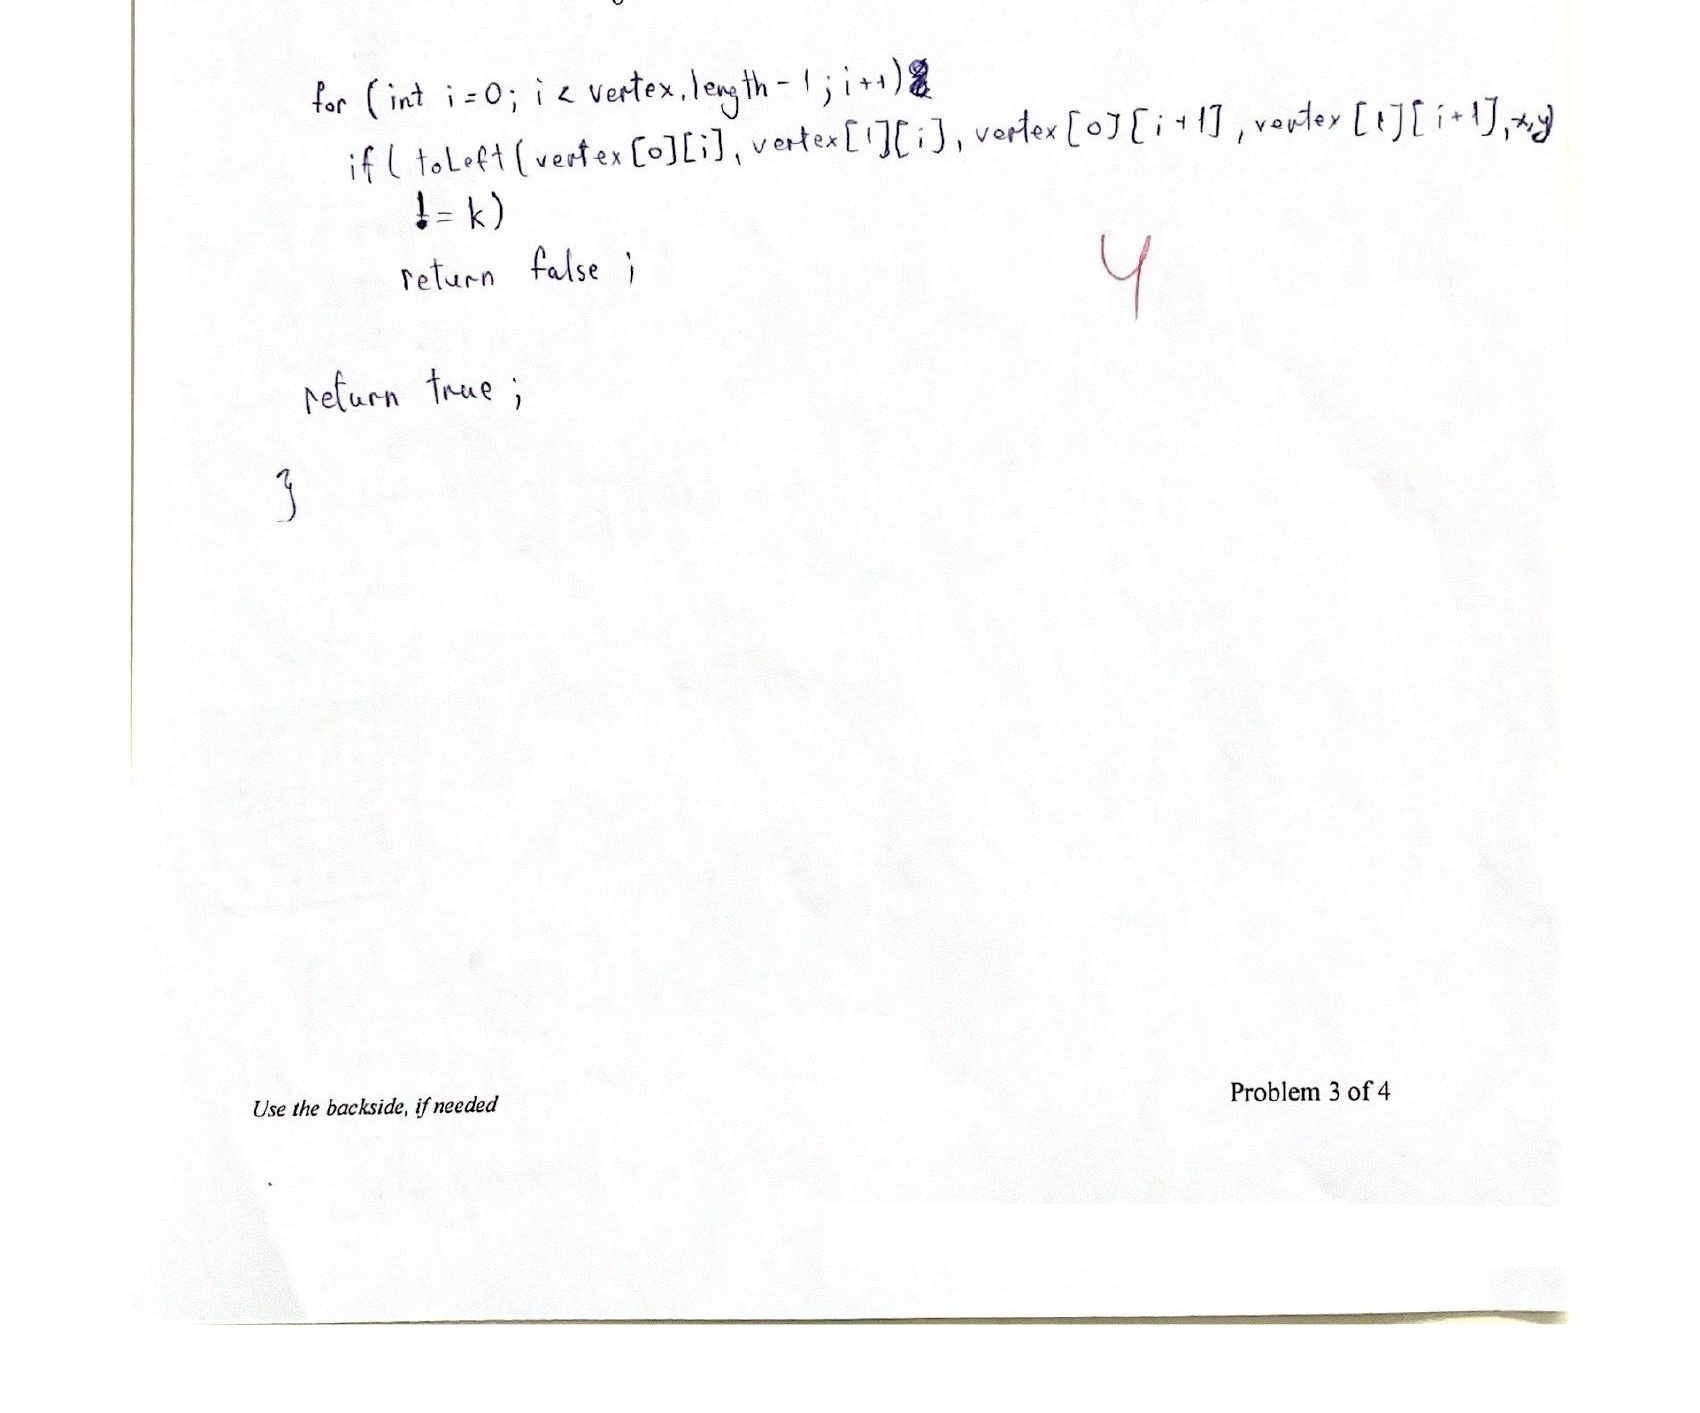 for (int i=0; i < vertex.length-1; i++)
if ( toLeft (vertex [0][i], vertex [1][i], vertex [0] [i+1], vertex [1][i+1], x,y)
!= k)
return false ;
4
return true ;
}
Use the backside, if needed
Problem 3 of 4